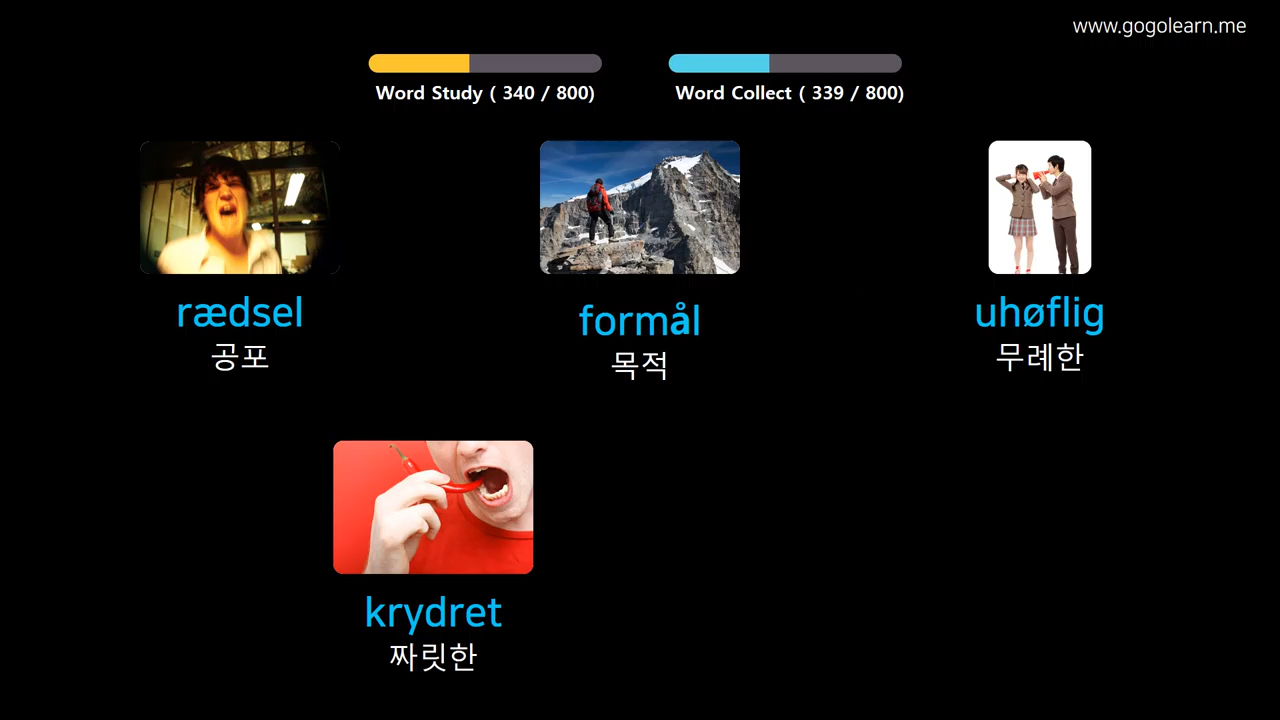 www.gogolearn.me
Word Study ( 340 / 800)
Word Collect ( 339 / 800)
rædsel
공포
formål
목적
uhøflig
무례한
krydret
짜릿한